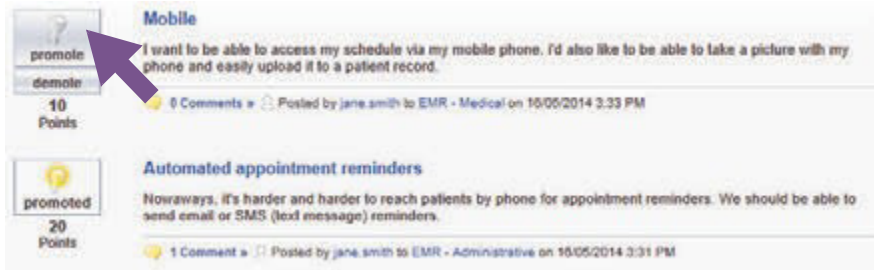 Mobile
promote
I want to be able to access my schedule via my mobile phone. I'd also like to be able to take a picture with my
phone and easily upload it to a patient record.
demote
10
Points
0 Comments » Posted by jane.smith to EMR - Medical on 16/05/2014 3:33 PM
Automated appointment reminders
promoted
Nowaways, it's harder and harder to reach patients by phone for appointment reminders. We should be able to
send email or SMS (text message) reminders.
20
Points
1 Comment » Posted by jane.smith to EMR - Administrative on 16/05/2014 3:31 PM